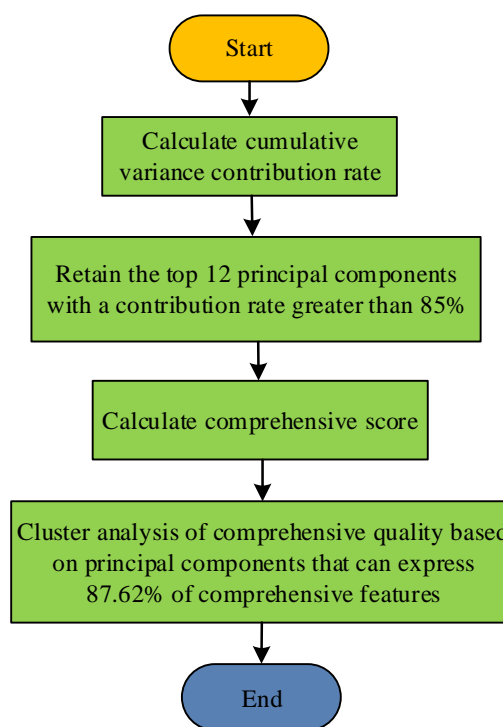 Start
Calculate cumulative
variance contribution rate
Retain the top 12 principal components
with a contribution rate greater than 85%
Calculate comprehensive score
Cluster analysis of comprehensive quality based
on principal components that can express
87.62% of comprehensive features
End